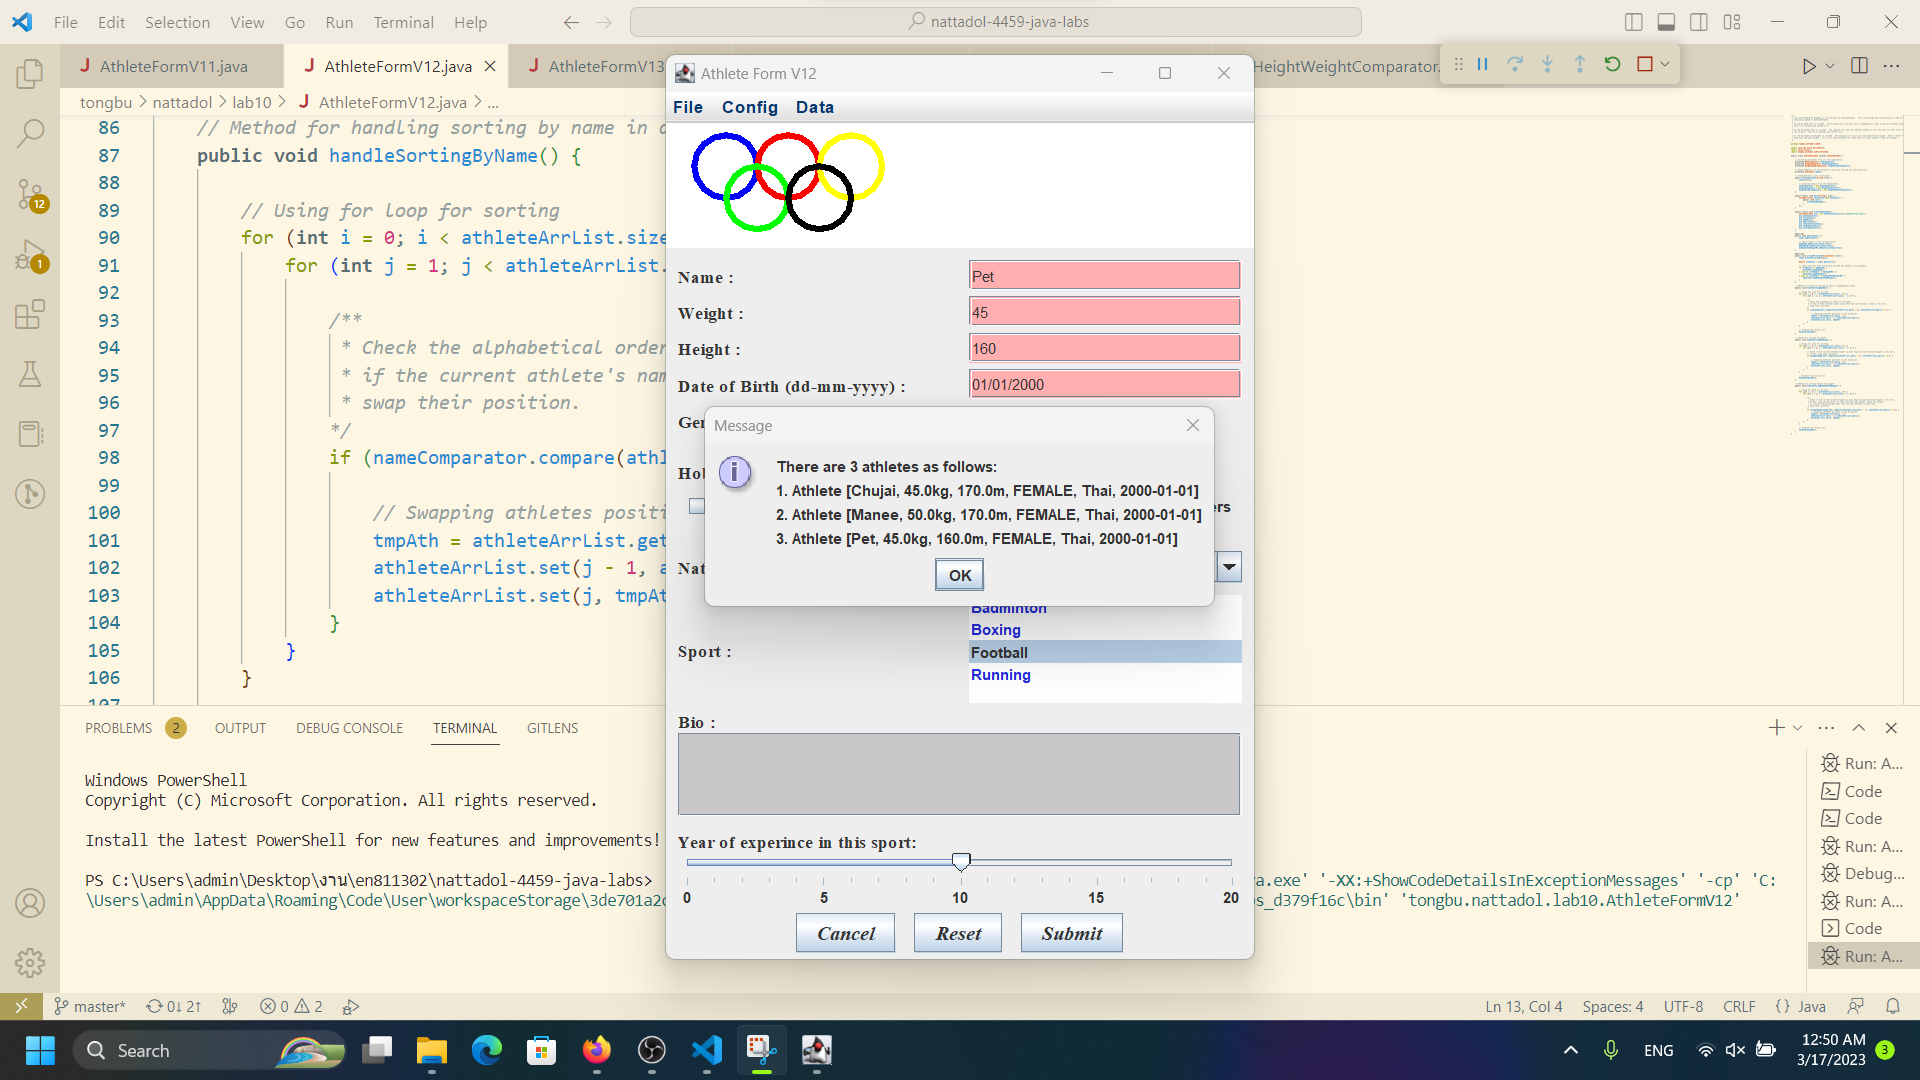 File Edit Selection View Go Run Terminal Help
nattadol-4459-java-labs
AthleteFormV11.java
AthleteFormV12.java
AthleteFormV13
HeightWeightComparator.
tongbu > nattadol > lab10 > AthleteFormV12.java > ...
86 // Method for handling sorting by name in a
87 public void handleSortingByName() {
88
89 // Using for loop for sorting
90 for (int i = 0; i < athleteArrList.size
91 for (int j = 1; j < athleteArrList.
92
93 /**
94 * Check the alphabetical order
95 * if the current athlete's nam
96 * swap their position.
97 */
98 if (nameComparator.compare(athl
99
100 // Swapping athletes positi
101 tmpAth = athleteArrList.get
102 athleteArrList.set(j - 1, a
103 athleteArrList.set(j, tmpAt
104 }
105 }
106 }
107
Athlete Form V12
File Config Data
Name : Pet
Weight : 45
Height : 160
Date of Birth (dd-mm-yyyy) : 01/01/2000
Gen
Message
Hob
There are 3 athletes as follows:
1. Athlete [Chujai, 45.0kg, 170.0m, FEMALE, Thai, 2000-01-01]
ers
2. Athlete [Manee, 50.0kg, 170.0m, FEMALE, Thai, 2000-01-01]
3. Athlete [Pet, 45.0kg, 160.0m, FEMALE, Thai, 2000-01-01]
Nat
OK
Badminton
Boxing
Sport : Football
Running
Bio :
Year of experince in this sport:
0 5 10 15 20
Cancel Reset Submit
PROBLEMS 2 OUTPUT DEBUG CONSOLE TERMINAL GITLENS
Windows PowerShell
Copyright (C) Microsoft Corporation. All rights reserved.
Install the latest PowerShell for new features and improvements!
PS C:\Users\admin\Desktop\งาน\en811302\nattadol-4459-java-labs>
va.exe' '-XX:+ShowCodeDetailsInExceptionMessages' '-cp' 'C:
\Users\admin\AppData\Roaming\Code\User\workspaceStorage\3de701a2c
s_d379f16c\bin' 'tongbu.nattadol.lab10.AthleteFormV12'
Run: A...
Code
Code
Run: A...
Debug...
Run: A...
Code
Run: A...
12
1
master* 0↓ 2↑ 0 2
Ln 13, Col 4 Spaces: 4 UTF-8 CRLF {} Java
Search
ENG
12:50 AM
3/17/2023
3